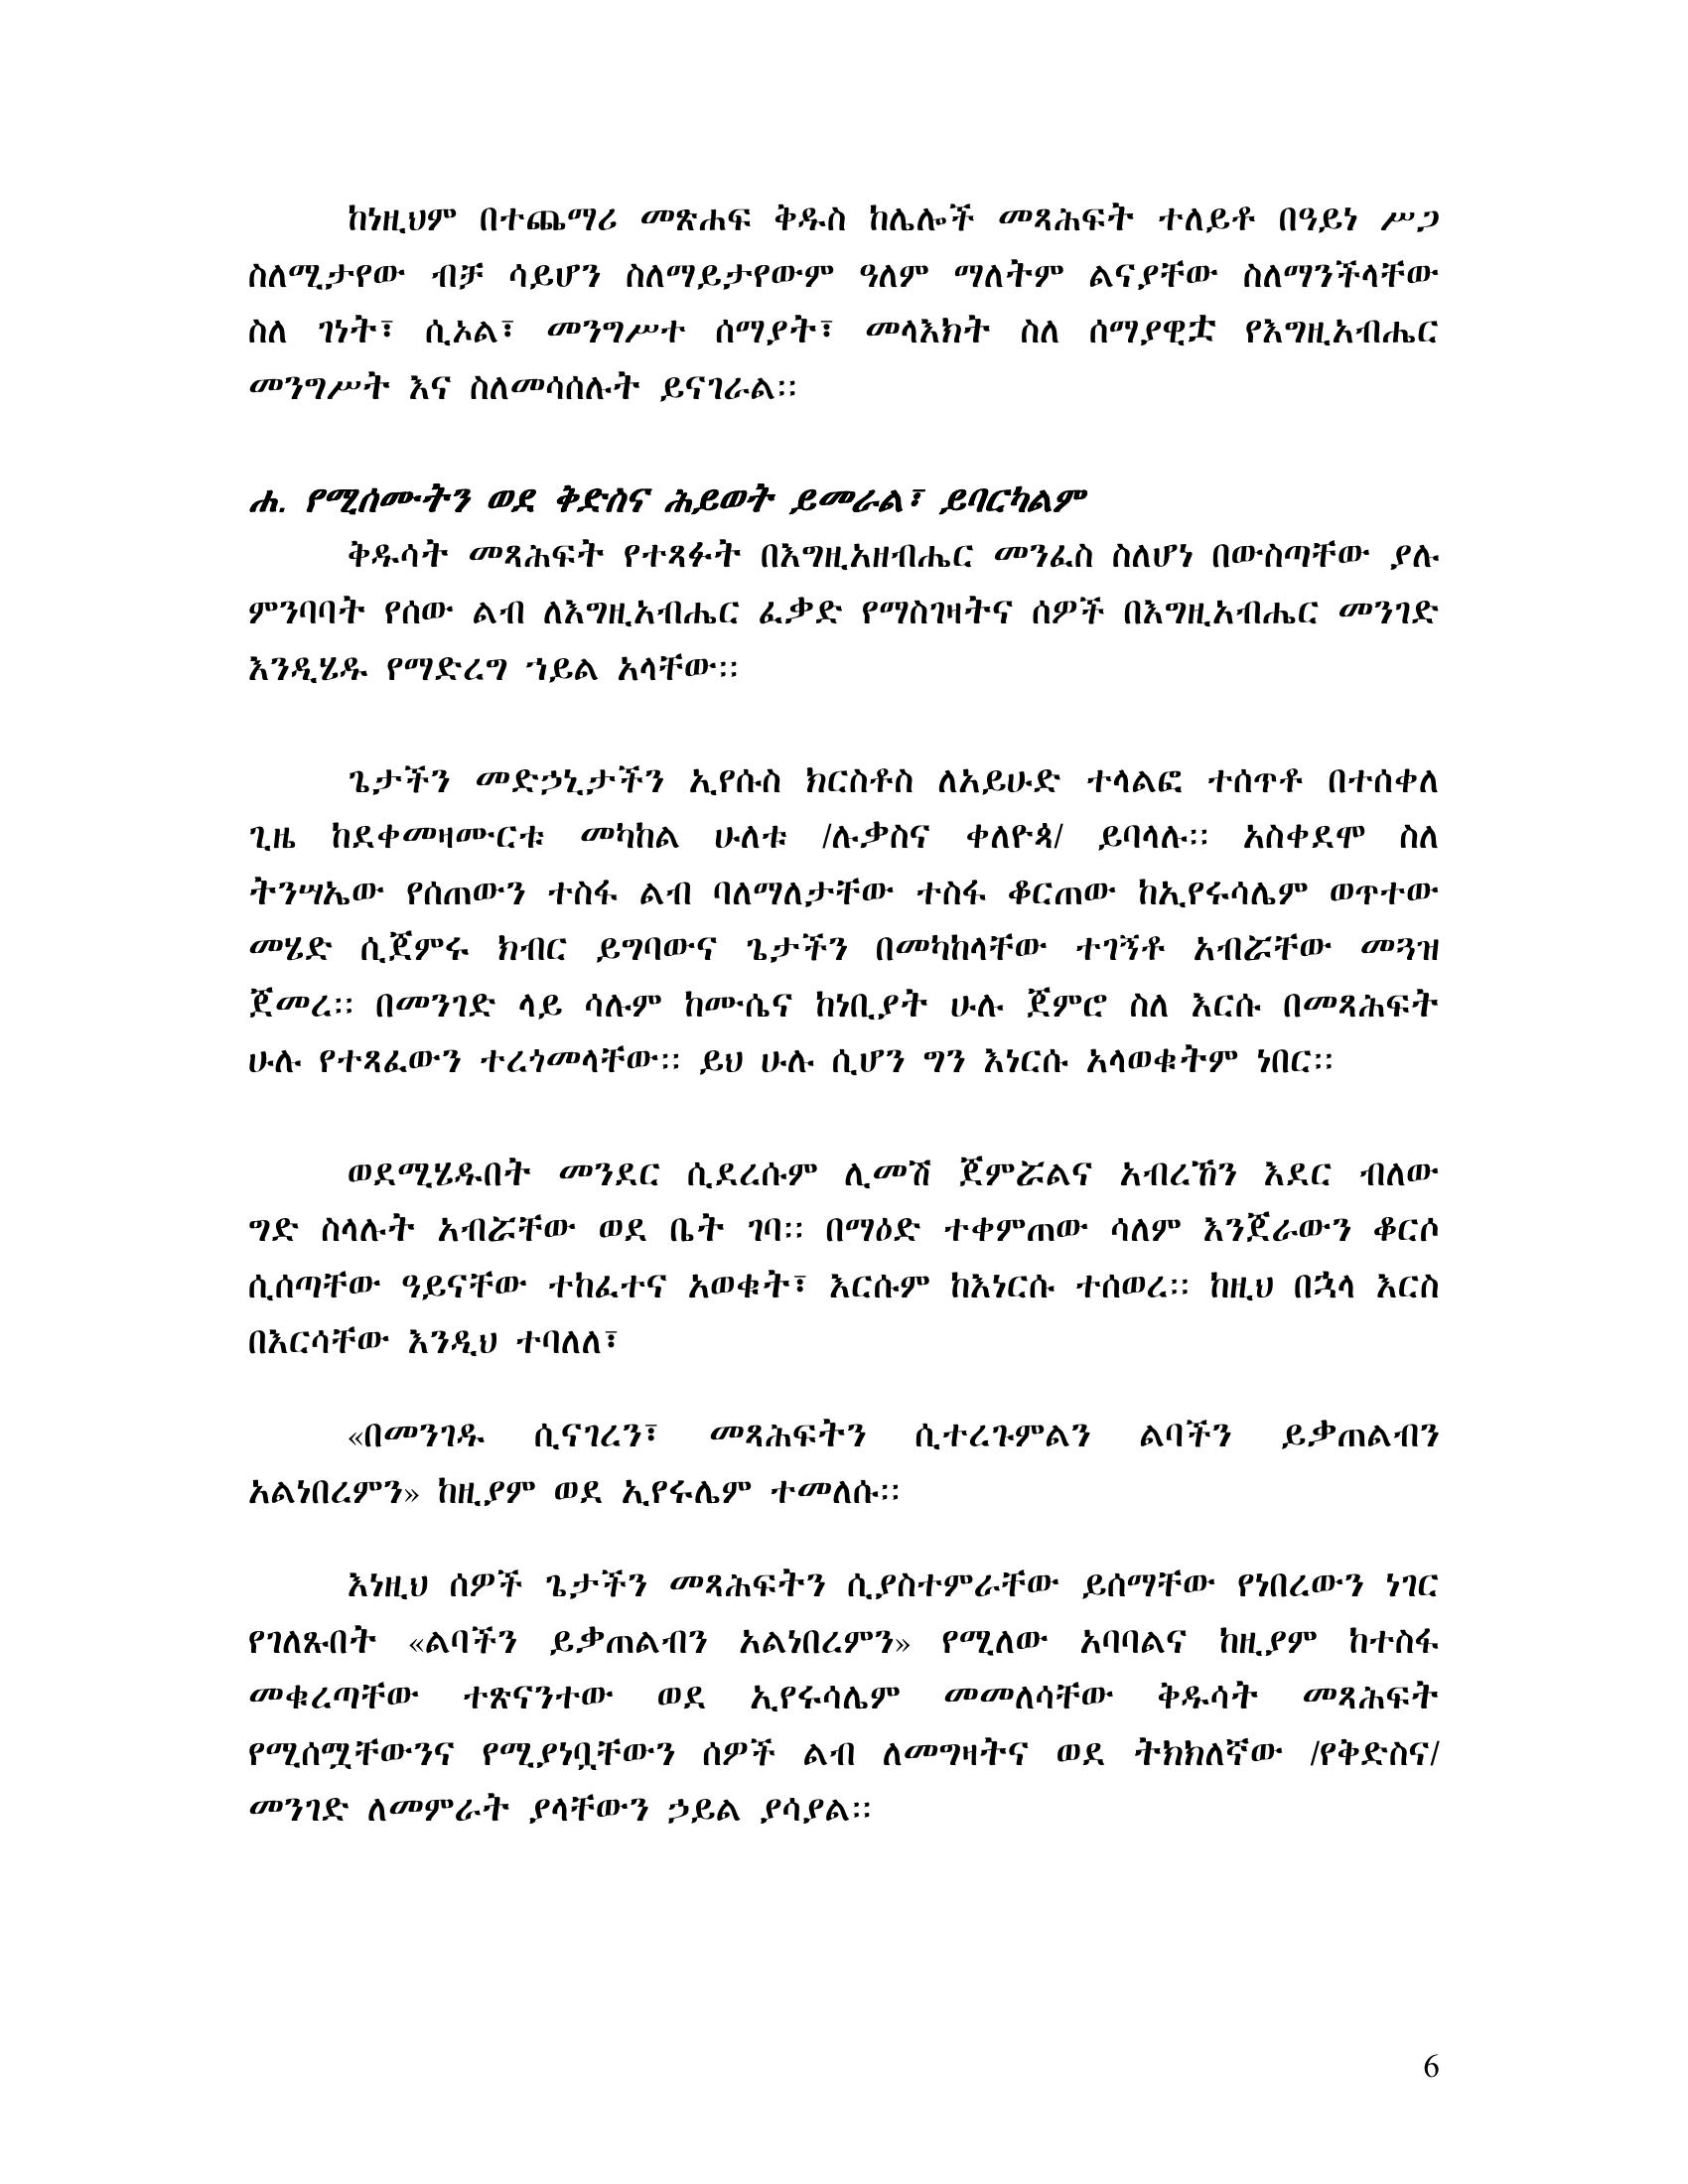 ከነዚህም በተጨማሪ መጽሐፍ ቅዱስ ከሌሎች መጻሕፍት ተለይቶ በዓይነ ሥጋ
ስለሚታየው ብቻ ሳይሆን ስለማይታየውም ዓለም ማለትም ልናያቸው ስለማንችላቸው
ስለ ገነት፣ ሲኦል፣ መንግሥተ ሰማያት፣ መላእክት ስለ ሰማያዊቷ የእግዚአብሔር
መንግሥት እና ስለመሳሰሉት ይናገራል፡፡
ሐ. የሚሰሙትን ወደ ቅድስና ሕይወት ይመራል፣ ይባርካልም
ቅዱሳት መጻሕፍት የተጻፉት በእግዚአዘብሔር መንፈስ ስለሆነ በውስጣቸው ያሉ
ምንባባት የሰው ልብ ለእግዚአብሔር ፈቃድ የማስገዛትና ሰዎች በእግዚአብሔር መንገድ
እንዲሄዱ የማድረግ ኀይል አላቸው፡፡
ጌታችን መድኃኒታችን ኢየሱስ ክርስቶስ ለአይሁድ ተላልፎ ተሰጥቶ በተሰቀለ
ጊዜ ከደቀመዛሙርቱ መካከል ሁለቱ /ሉቃስና ቀለዮጳ/ ይባላሉ፡፡ አስቀደሞ ስለ
ትንሣኤው የሰጠውን ተስፋ ልብ ባለማለታቸው ተስፋ ቆርጠው ከኢየሩሳሌም ወጥተው
መሄድ ሲጀምሩ ክብር ይግባውና ጌታችን በመካከላቸው ተገኝቶ አብሯቸው መጓዝ
ጀመረ፡፡ በመንገድ ላይ ሳሉም ከሙሴና ከነቢያት ሁሉ ጀምሮ ስለ እርሱ በመጻሕፍት
ሁሉ የተጻፈውን ተረጎመላቸው፡፡ ይህ ሁሉ ሲሆን ግን እነርሱ አላወቁትም ነበር፡፡
ወደሚሄዱበት መንደር ሲደረሱም ሊመሽ ጀምሯልና አብረኸን እደር ብለው
ግድ ስላሉት አብሯቸው ወደ ቤት ገባ፡፡ በማዕድ ተቀምጠው ሳለም እንጀራውን ቆርሶ
ሲሰጣቸው ዓይናቸው ተከፈተና አወቁት፣ እርሱም ከእነርሱ ተሰወረ፡፡ ከዚህ በኋላ እርስ
በእርሳቸው እንዲህ ተባለለ፣
«በመንገዱ ሲናገረን፣ መጻሕፍትን ሲተረጉምልን ልባችን ይቃጠልብን
አልነበረምን» ከዚያም ወደ ኢየሩሌም ተመለሱ፡፡
እነዚህ ሰዎች ጌታችን መጻሕፍትን ሲያስተምራቸው ይሰማቸው የነበረውን ነገር
የገለጹበት «ልባችን ይቃጠልብን አልነበረምን» የሚለው አባባልና ከዚያም ከተስፋ
መቁረጣቸው ተጽናንተው ወደ ኢየሩሳሌም መመለሳቸው ቅዱሳት መጻሕፍት
የሚሰሟቸውንና የሚያነቧቸውን ሰዎች ልብ ለመግዛትና ወደ ትክክለኛው /የቅድስና/
መንገድ ለመምራት ያላቸውን ኃይል ያሳያል፡፡
6